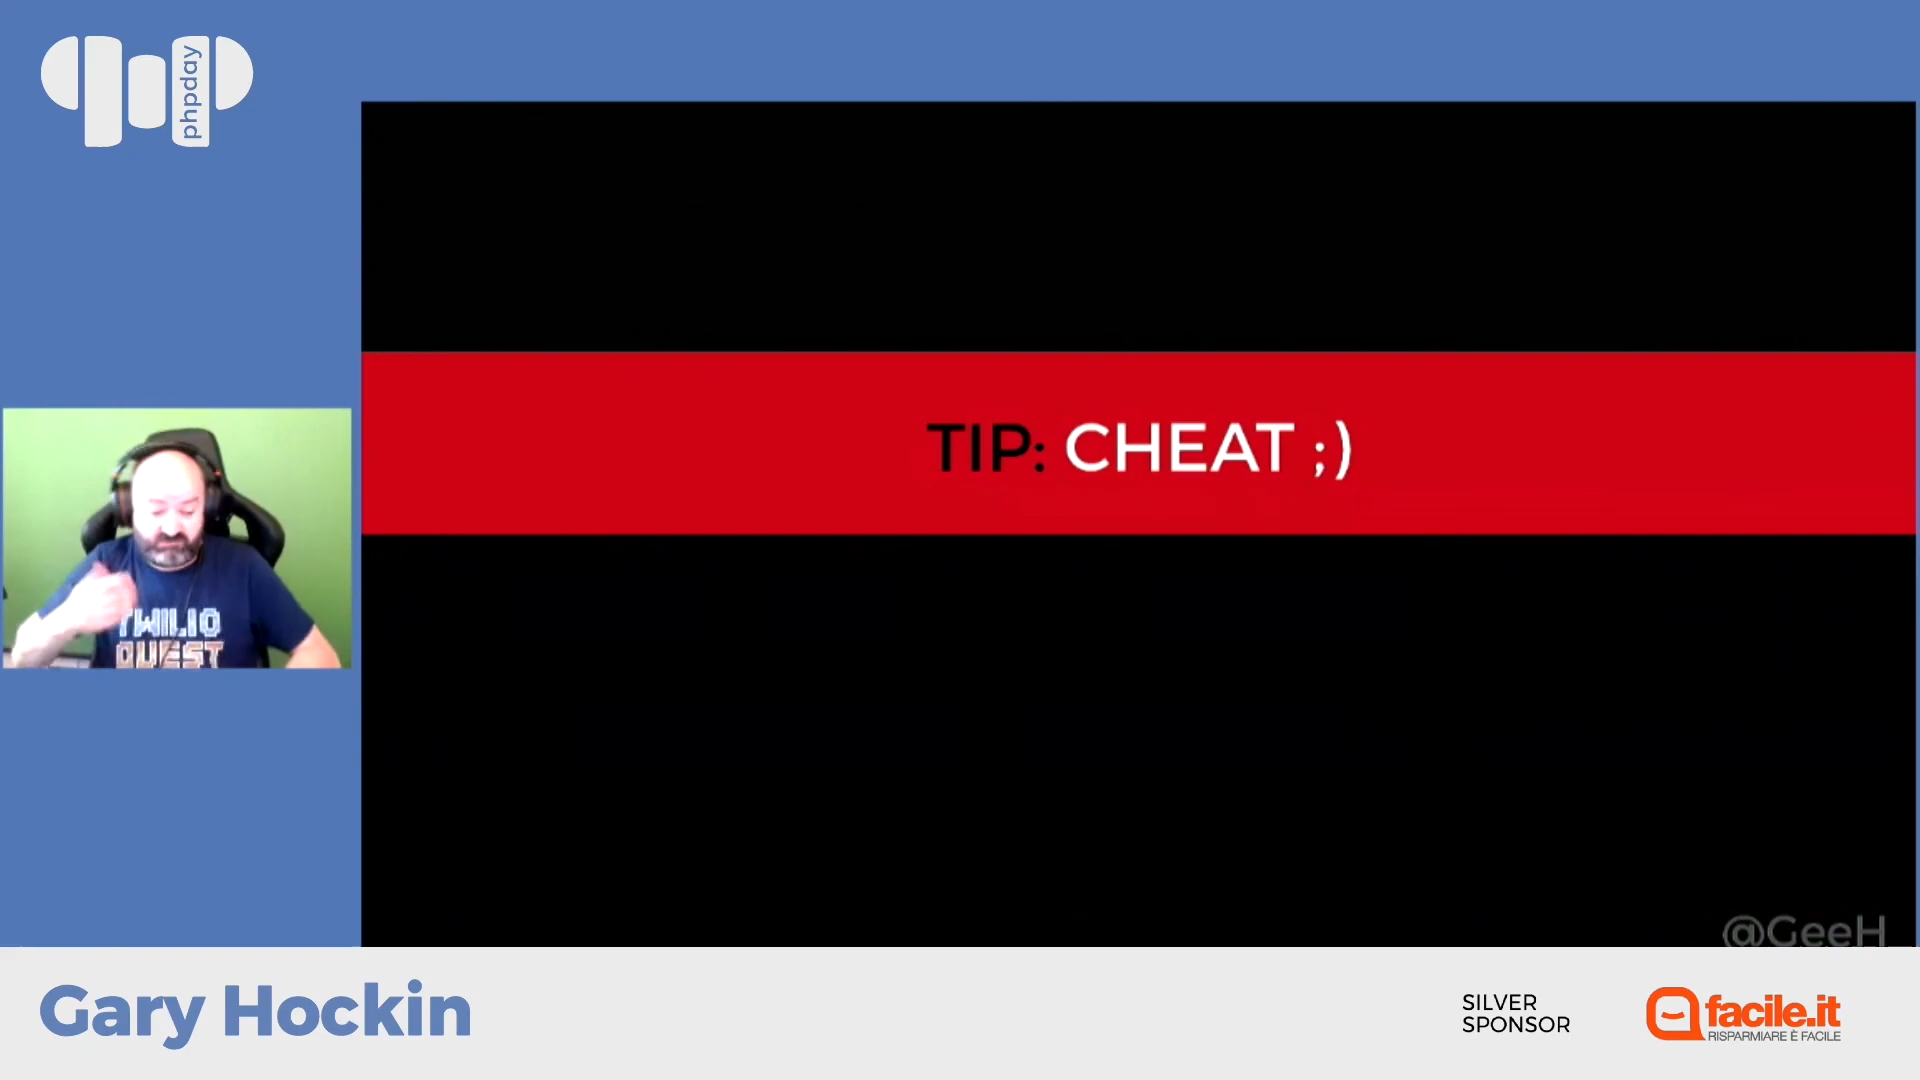 phpday
TIP: CHEAT ;)
TWILIO
QUEST
@GeeH
Gary Hockin
SILVER
SPONSOR
facile.it
RISPARMIARE È FACILE